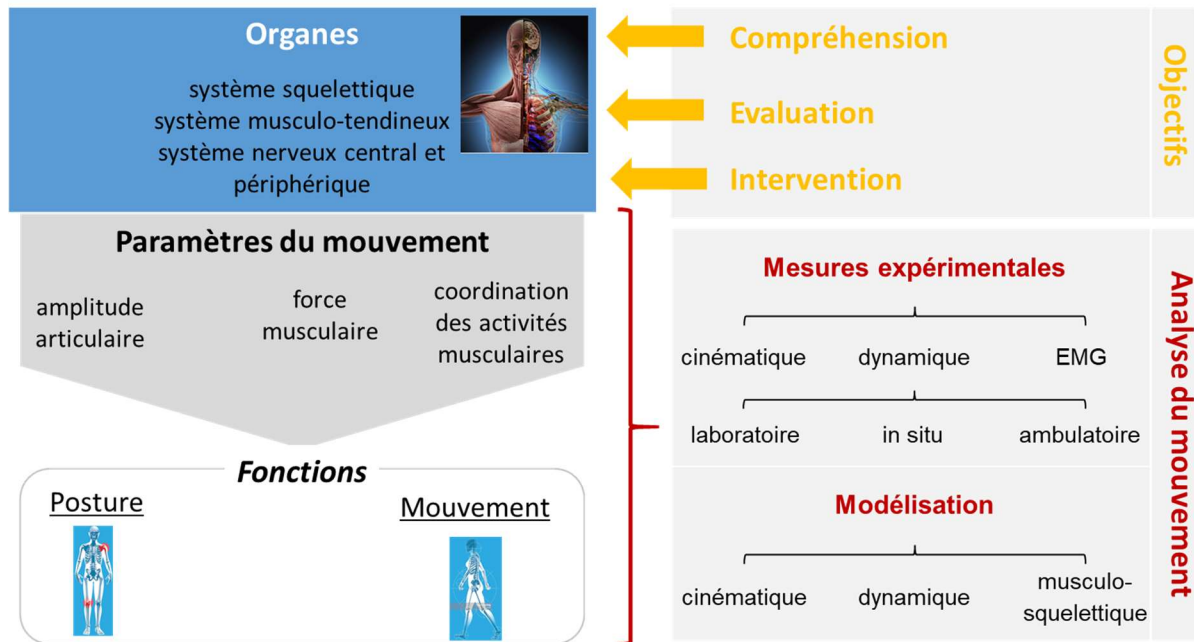 Organes
système squelettique
système musculo-tendineux
système nerveux central et
périphérique
Compréhension
Evaluation
Intervention
Objectifs
Paramètres du mouvement
amplitude
articulaire
force
musculaire
coordination
des activités
musculaires
Fonctions
Posture
Mouvement
Mesures expérimentales
cinématique
dynamique
EMG
laboratoire
in situ
ambulatoire
Modélisation
cinématique
dynamique
musculo-
squelettique
Analyse du mouvement